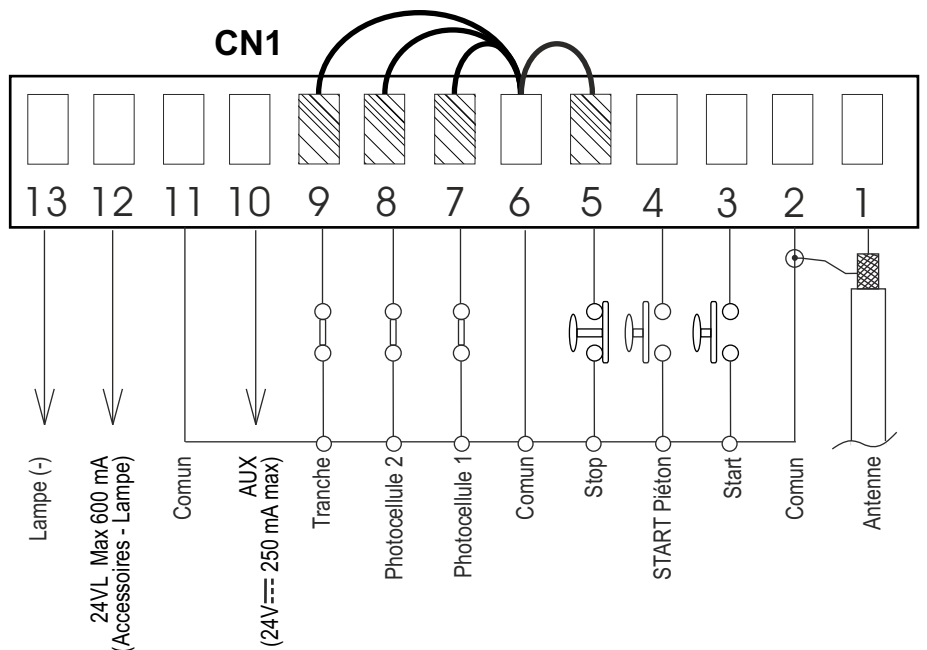 CN1
13 12 11 10 9 8 7 6 5 4 3 2 1
Lampe (-)
24VL Max 600 mA
(Accessoires - Lampe)
Comun
AUX
(24V⎓ 250 mA max)
Tranche
Photocellule 2
Photocellule 1
Comun
Stop
START Piéton
Start
Comun
Antenne